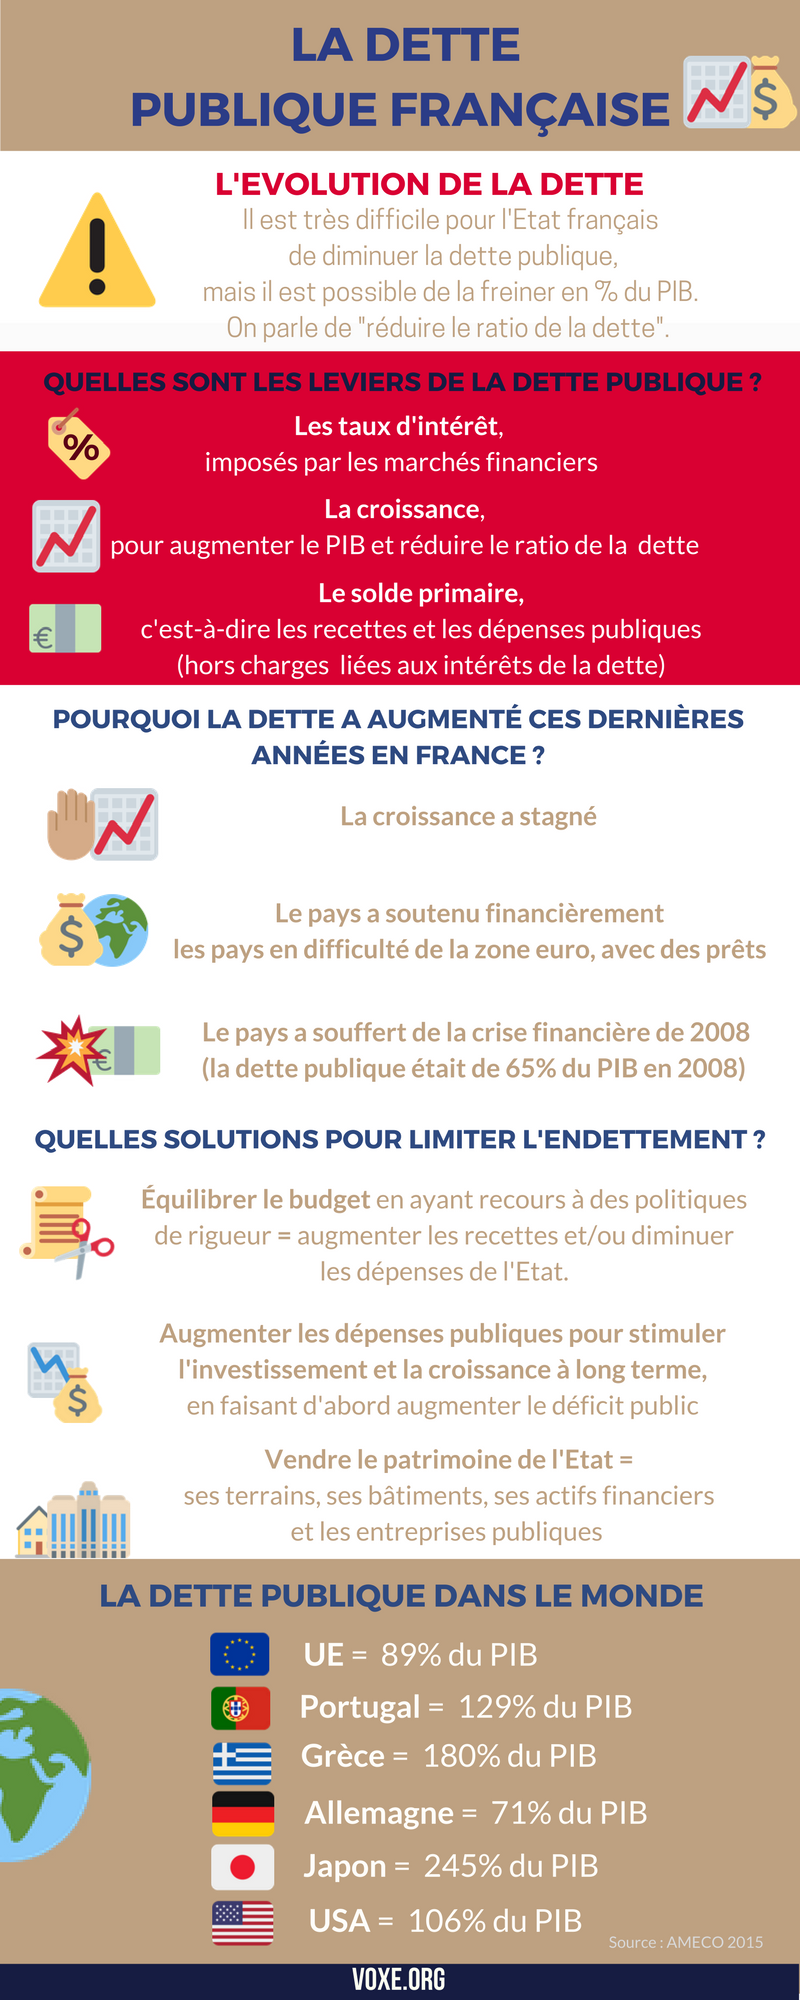 LA DETTE
PUBLIQUE FRANÇAISE
$
L'EVOLUTION DE LA DETTE
Il est très difficile pour l'Etat français
de diminuer la dette publique,
mais il est possible de la freiner en % du PIB.
On parle de "réduire le ratio de la dette".
QUELLES SONT LES LEVIERS DE LA DETTE PUBLIQUE ?
%
Les taux d'intérêt,
imposés par les marchés financiers
La croissance,
pour augmenter le PIB et réduire le ratio de la dette
€
Le solde primaire,
c'est-à-dire les recettes et les dépenses publiques
(hors charges liées aux intérêts de la dette)
POURQUOI LA DETTE A AUGMENTÉ CES DERNIÈRES
ANNÉES EN FRANCE ?
La croissance a stagné
$
Le pays a soutenu financièrement
les pays en difficulté de la zone euro, avec des prêts
€
Le pays a souffert de la crise financière de 2008
(la dette publique était de 65% du PIB en 2008)
QUELLES SOLUTIONS POUR LIMITER L'ENDETTEMENT ?
Équilibrer le budget en ayant recours à des politiques
de rigueur = augmenter les recettes et/ou diminuer
les dépenses de l'Etat.
Augmenter les dépenses publiques pour stimuler
l'investissement et la croissance à long terme,
en faisant d'abord augmenter le déficit public
$
Vendre le patrimoine de l'Etat =
ses terrains, ses bâtiments, ses actifs financiers
et les entreprises publiques
LA DETTE PUBLIQUE DANS LE MONDE
UE = 89% du PIB
Portugal = 129% du PIB
Grèce = 180% du PIB
Allemagne = 71% du PIB
Japon = 245% du PIB
USA = 106% du PIB
Source : AMECO 2015
VOXE.ORG